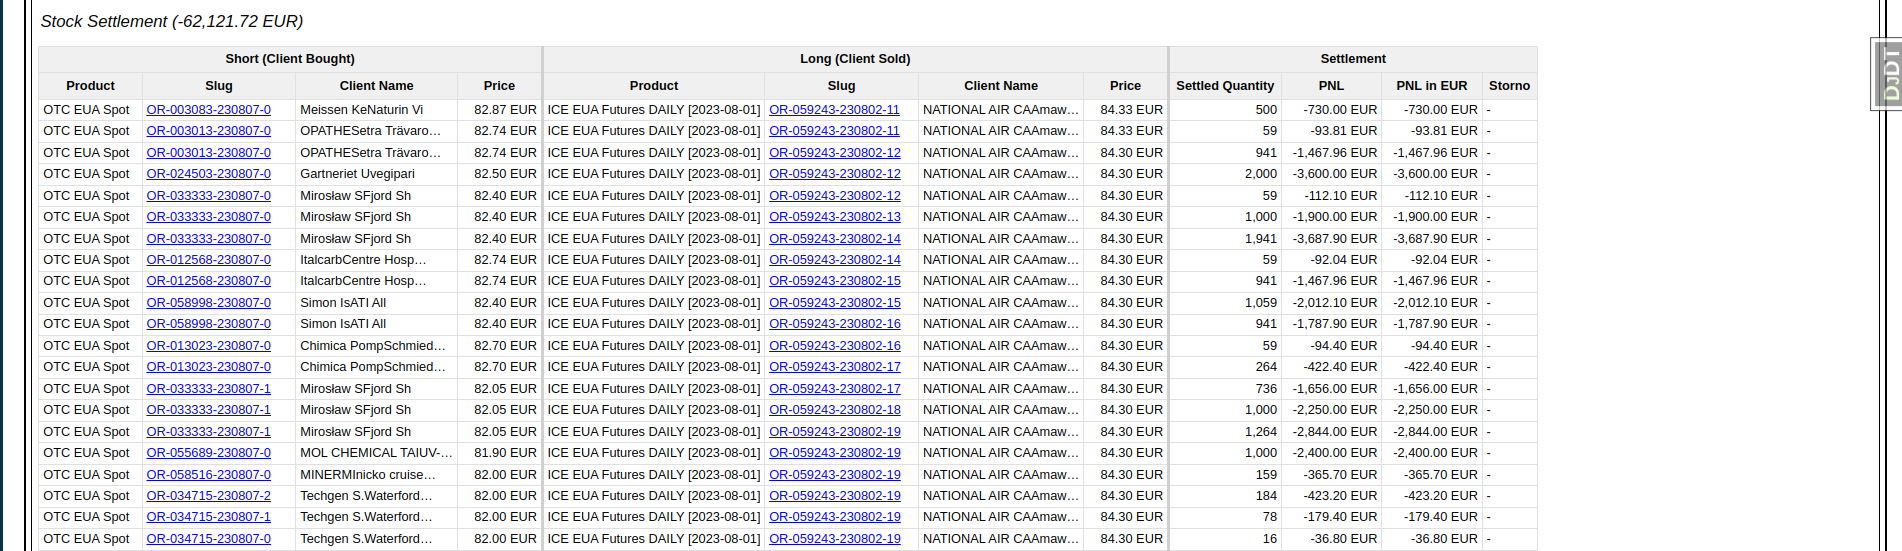 Stock Settlement (-62,121.72 EUR)
Short (Client Bought) Long (Client Sold) Settlement
Product Slug Client Name Price Product Slug Client Name Price Settled Quantity PNL PNL in EUR Storno
OTC EUA Spot OR-003083-230807-0 Meissen KeNaturin Vi 82.87 EUR ICE EUA Futures DAILY [2023-08-01] OR-059243-230802-11 NATIONAL AIR CAAmaw… 84.33 EUR 500 -730.00 EUR -730.00 EUR -
OTC EUA Spot OR-003013-230807-0 OPATHESetra Trävaro… 82.74 EUR ICE EUA Futures DAILY [2023-08-01] OR-059243-230802-11 NATIONAL AIR CAAmaw… 84.33 EUR 59 -93.81 EUR -93.81 EUR -
OTC EUA Spot OR-003013-230807-0 OPATHESetra Trävaro… 82.74 EUR ICE EUA Futures DAILY [2023-08-01] OR-059243-230802-12 NATIONAL AIR CAAmaw… 84.30 EUR 941 -1,467.96 EUR -1,467.96 EUR -
OTC EUA Spot OR-024503-230807-0 Gartneriet Uvegipari 82.50 EUR ICE EUA Futures DAILY [2023-08-01] OR-059243-230802-12 NATIONAL AIR CAAmaw… 84.30 EUR 2,000 -3,600.00 EUR -3,600.00 EUR -
OTC EUA Spot OR-033333-230807-0 Mirosław SFjord Sh 82.40 EUR ICE EUA Futures DAILY [2023-08-01] OR-059243-230802-12 NATIONAL AIR CAAmaw… 84.30 EUR 59 -112.10 EUR -112.10 EUR -
OTC EUA Spot OR-033333-230807-0 Mirosław SFjord Sh 82.40 EUR ICE EUA Futures DAILY [2023-08-01] OR-059243-230802-13 NATIONAL AIR CAAmaw… 84.30 EUR 1,000 -1,900.00 EUR -1,900.00 EUR -
OTC EUA Spot OR-033333-230807-0 Mirosław SFjord Sh 82.40 EUR ICE EUA Futures DAILY [2023-08-01] OR-059243-230802-14 NATIONAL AIR CAAmaw… 84.30 EUR 1,941 -3,687.90 EUR -3,687.90 EUR -
OTC EUA Spot OR-012568-230807-0 ItalcarbCentre Hosp… 82.74 EUR ICE EUA Futures DAILY [2023-08-01] OR-059243-230802-14 NATIONAL AIR CAAmaw… 84.30 EUR 59 -92.04 EUR -92.04 EUR -
OTC EUA Spot OR-012568-230807-0 ItalcarbCentre Hosp… 82.74 EUR ICE EUA Futures DAILY [2023-08-01] OR-059243-230802-15 NATIONAL AIR CAAmaw… 84.30 EUR 941 -1,467.96 EUR -1,467.96 EUR -
OTC EUA Spot OR-058998-230807-0 Simon IsATI All 82.40 EUR ICE EUA Futures DAILY [2023-08-01] OR-059243-230802-15 NATIONAL AIR CAAmaw… 84.30 EUR 1,059 -2,012.10 EUR -2,012.10 EUR -
OTC EUA Spot OR-058998-230807-0 Simon IsATI All 82.40 EUR ICE EUA Futures DAILY [2023-08-01] OR-059243-230802-16 NATIONAL AIR CAAmaw… 84.30 EUR 941 -1,787.90 EUR -1,787.90 EUR -
OTC EUA Spot OR-013023-230807-0 Chimica PompSchmied… 82.70 EUR ICE EUA Futures DAILY [2023-08-01] OR-059243-230802-16 NATIONAL AIR CAAmaw… 84.30 EUR 59 -94.40 EUR -94.40 EUR -
OTC EUA Spot OR-013023-230807-0 Chimica PompSchmied… 82.70 EUR ICE EUA Futures DAILY [2023-08-01] OR-059243-230802-17 NATIONAL AIR CAAmaw… 84.30 EUR 264 -422.40 EUR -422.40 EUR -
OTC EUA Spot OR-033333-230807-1 Mirosław SFjord Sh 82.05 EUR ICE EUA Futures DAILY [2023-08-01] OR-059243-230802-17 NATIONAL AIR CAAmaw… 84.30 EUR 736 -1,656.00 EUR -1,656.00 EUR -
OTC EUA Spot OR-033333-230807-1 Mirosław SFjord Sh 82.05 EUR ICE EUA Futures DAILY [2023-08-01] OR-059243-230802-18 NATIONAL AIR CAAmaw… 84.30 EUR 1,000 -2,250.00 EUR -2,250.00 EUR -
OTC EUA Spot OR-033333-230807-1 Mirosław SFjord Sh 82.05 EUR ICE EUA Futures DAILY [2023-08-01] OR-059243-230802-19 NATIONAL AIR CAAmaw… 84.30 EUR 1,264 -2,844.00 EUR -2,844.00 EUR -
OTC EUA Spot OR-055689-230807-0 MOL CHEMICAL TAIUV-… 81.90 EUR ICE EUA Futures DAILY [2023-08-01] OR-059243-230802-19 NATIONAL AIR CAAmaw… 84.30 EUR 1,000 -2,400.00 EUR -2,400.00 EUR -
OTC EUA Spot OR-058516-230807-0 MINERMInicko cruise… 82.00 EUR ICE EUA Futures DAILY [2023-08-01] OR-059243-230802-19 NATIONAL AIR CAAmaw… 84.30 EUR 159 -365.70 EUR -365.70 EUR -
OTC EUA Spot OR-034715-230807-2 Techgen S.Waterford… 82.00 EUR ICE EUA Futures DAILY [2023-08-01] OR-059243-230802-19 NATIONAL AIR CAAmaw… 84.30 EUR 184 -423.20 EUR -423.20 EUR -
OTC EUA Spot OR-034715-230807-1 Techgen S.Waterford… 82.00 EUR ICE EUA Futures DAILY [2023-08-01] OR-059243-230802-19 NATIONAL AIR CAAmaw… 84.30 EUR 78 -179.40 EUR -179.40 EUR -
OTC EUA Spot OR-034715-230807-0 Techgen S.Waterford… 82.00 EUR ICE EUA Futures DAILY [2023-08-01] OR-059243-230802-19 NATIONAL AIR CAAmaw… 84.30 EUR 16 -36.80 EUR -36.80 EUR -
DJDT